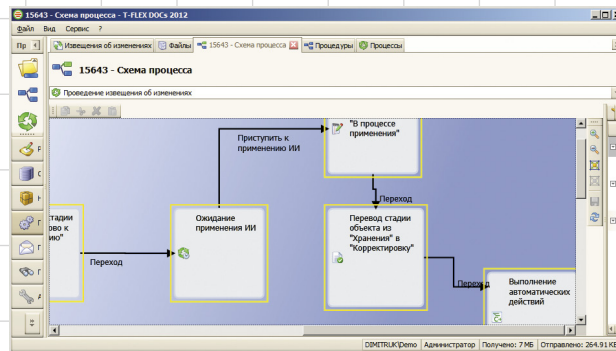 15643 - Схема процесса - T-FLEX DOCs 2012
Файл Вид Сервис ?
Пр
Извещения об изменениях Файлы 15643 - Схема процесса Процедуры Процессы
15643 - Схема процесса
Проведение извещения об изменениях
"В процессе
применения"
Приступить к
применению ИИ
Переход
стадии
ово к
ию"
Ожидание
применения ИИ
Перевод стадии
объекта из
"Хранения" в
"Корректировку"
Переход
Переход
Выполнение
автоматических
действий
DIMITRUK\Demo Администратор Получено: 7 МБ Отправлено: 264.91 КБ